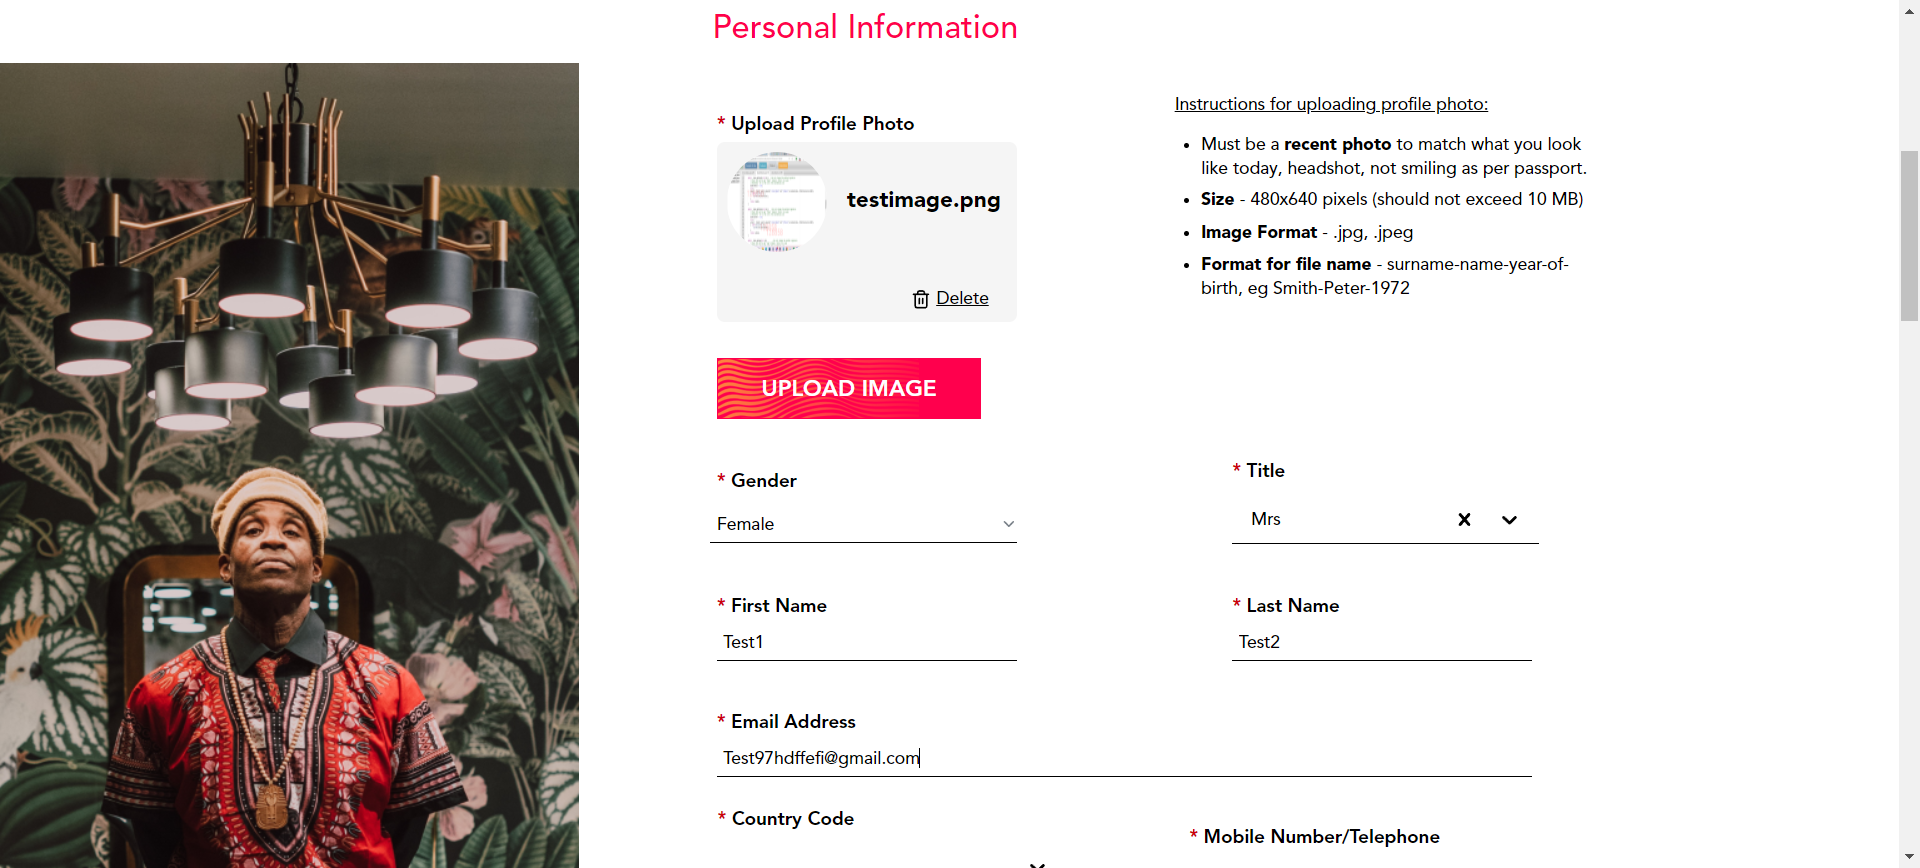 Personal Information
* Upload Profile Photo
testimage.png
Delete
UPLOAD IMAGE
Instructions for uploading profile photo:
• Must be a recent photo to match what you look
like today, headshot, not smiling as per passport.
• Size - 480x640 pixels (should not exceed 10 MB)
• Image Format - .jpg, .jpeg
• Format for file name - surname-name-year-of-
birth, eg Smith-Peter-1972
* Gender
Female
* Title
Mrs
* First Name
Test1
* Last Name
Test2
* Email Address
Test97hdffefi@gmail.com
* Country Code
* Mobile Number/Telephone